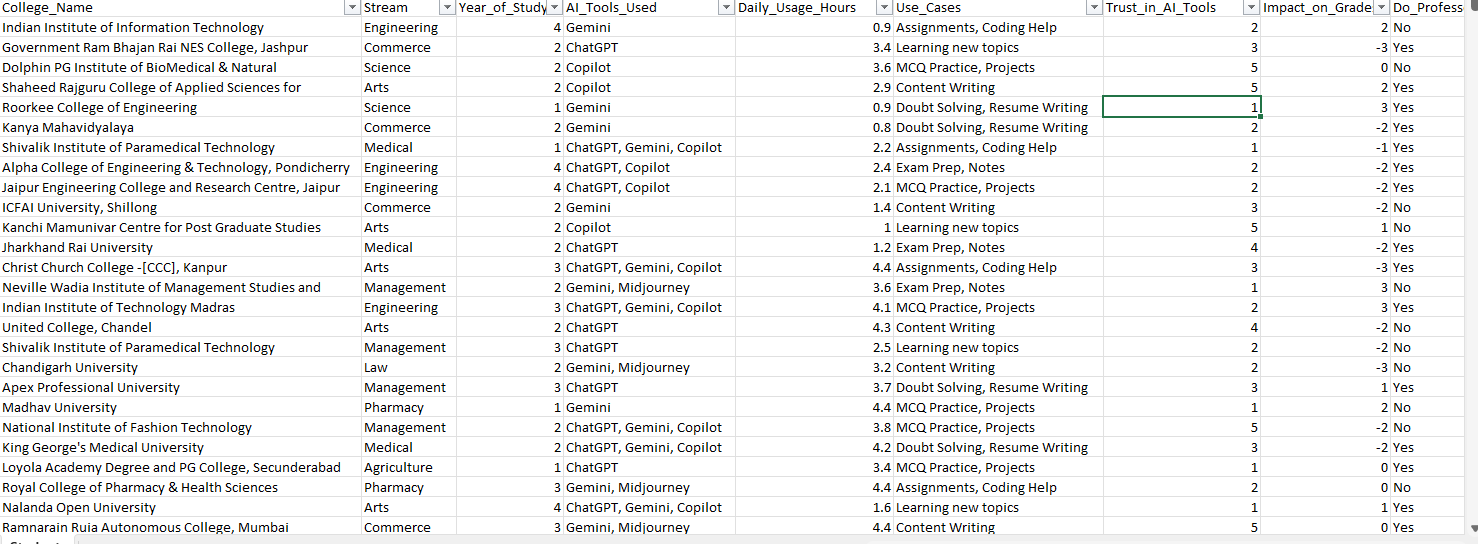 College_Name Stream Year_of_Study AI_Tools_Used Daily_Usage_Hours Use_Cases Trust_in_AI_Tools Impact_on_Grade Do_Profess
Indian Institute of Information Technology Engineering 4 Gemini 0.9 Assignments, Coding Help 2 2 No
Government Ram Bhajan Rai NES College, Jashpur Commerce 2 ChatGPT 3.4 Learning new topics 3 -3 Yes
Dolphin PG Institute of BioMedical & Natural Science 2 Copilot 3.6 MCQ Practice, Projects 5 0 No
Shaheed Rajguru College of Applied Sciences for Arts 2 Copilot 2.9 Content Writing 5 2 Yes
Roorkee College of Engineering Science 1 Gemini 0.9 Doubt Solving, Resume Writing 1 3 Yes
Kanya Mahavidyalaya Commerce 2 Gemini 0.8 Doubt Solving, Resume Writing 2 -2 Yes
Shivalik Institute of Paramedical Technology Medical 1 ChatGPT, Gemini, Copilot 2.2 Assignments, Coding Help 1 -1 Yes
Alpha College of Engineering & Technology, Pondicherry Engineering 4 ChatGPT, Copilot 2.4 Exam Prep, Notes 2 -2 Yes
Jaipur Engineering College and Research Centre, Jaipur Engineering 4 ChatGPT, Copilot 2.1 MCQ Practice, Projects 2 -2 Yes
ICFAI University, Shillong Commerce 2 Gemini 1.4 Content Writing 3 -2 No
Kanchi Mamunivar Centre for Post Graduate Studies Arts 2 Copilot 1 Learning new topics 5 1 No
Jharkhand Rai University Medical 2 ChatGPT 1.2 Exam Prep, Notes 4 -2 Yes
Christ Church College -[CCC], Kanpur Arts 3 ChatGPT, Gemini, Copilot 4.4 Assignments, Coding Help 3 -3 Yes
Neville Wadia Institute of Management Studies and Management 2 Gemini, Midjourney 3.6 Exam Prep, Notes 1 3 No
Indian Institute of Technology Madras Engineering 3 ChatGPT, Gemini, Copilot 4.1 MCQ Practice, Projects 2 3 Yes
United College, Chandel Arts 2 ChatGPT 4.3 Content Writing 4 -2 No
Shivalik Institute of Paramedical Technology Management 3 ChatGPT 2.5 Learning new topics 2 -2 No
Chandigarh University Law 2 Gemini, Midjourney 3.2 Content Writing 2 -3 No
Apex Professional University Management 3 ChatGPT 3.7 Doubt Solving, Resume Writing 3 1 Yes
Madhav University Pharmacy 1 Gemini 4.4 MCQ Practice, Projects 1 2 No
National Institute of Fashion Technology Management 2 ChatGPT, Gemini, Copilot 3.8 MCQ Practice, Projects 5 -2 No
King George's Medical University Medical 2 ChatGPT, Gemini, Copilot 4.2 Doubt Solving, Resume Writing 3 -2 Yes
Loyola Academy Degree and PG College, Secunderabad Agriculture 1 ChatGPT 3.4 MCQ Practice, Projects 1 0 Yes
Royal College of Pharmacy & Health Sciences Pharmacy 3 Gemini, Midjourney 4.4 Assignments, Coding Help 2 0 No
Nalanda Open University Arts 4 ChatGPT, Gemini, Copilot 1.6 Learning new topics 1 1 Yes
Ramnarain Ruia Autonomous College, Mumbai Commerce 3 Gemini, Midjourney 4.4 Content Writing 5 0 Yes